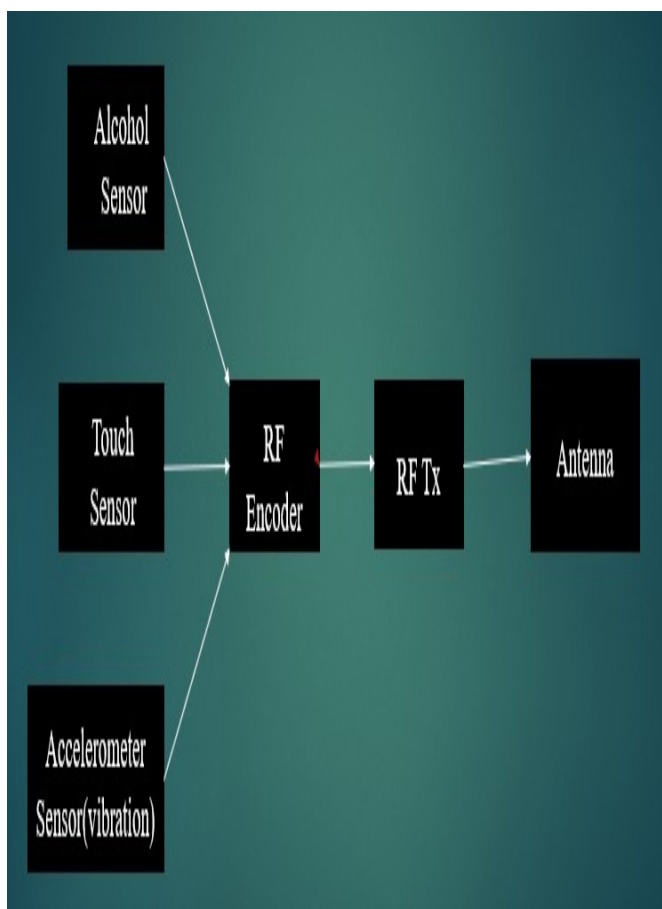 Alcohol
Sensor
Touch
Sensor
RF
Encoder
RF Tx
Antenna
Accelerometer
Sensor(vibration)